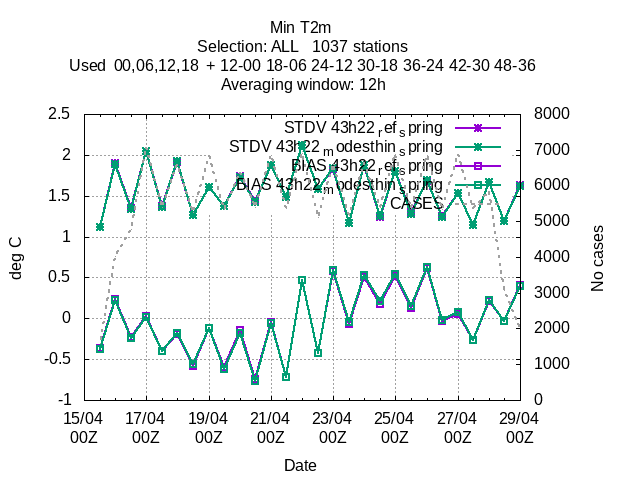 Min T2m
Selection: ALL   1037 stations
Used  00,06,12,18  + 12-00 18-06 24-12 30-18 36-24 42-30 48-36
Averaging window: 12h
STDV 43h22refspring
STDV 43h22modesthinspring
BIAS 43h22refspring
BIAS 43h22modesthinspring
CASES
2.5
2
1.5
1
0.5
0
-0.5
-1
deg C
8000
7000
6000
5000
4000
3000
2000
1000
0
No cases
15/04 17/04 19/04 21/04 23/04 25/04 27/04 29/04
00Z 00Z 00Z 00Z 00Z 00Z 00Z 00Z
Date